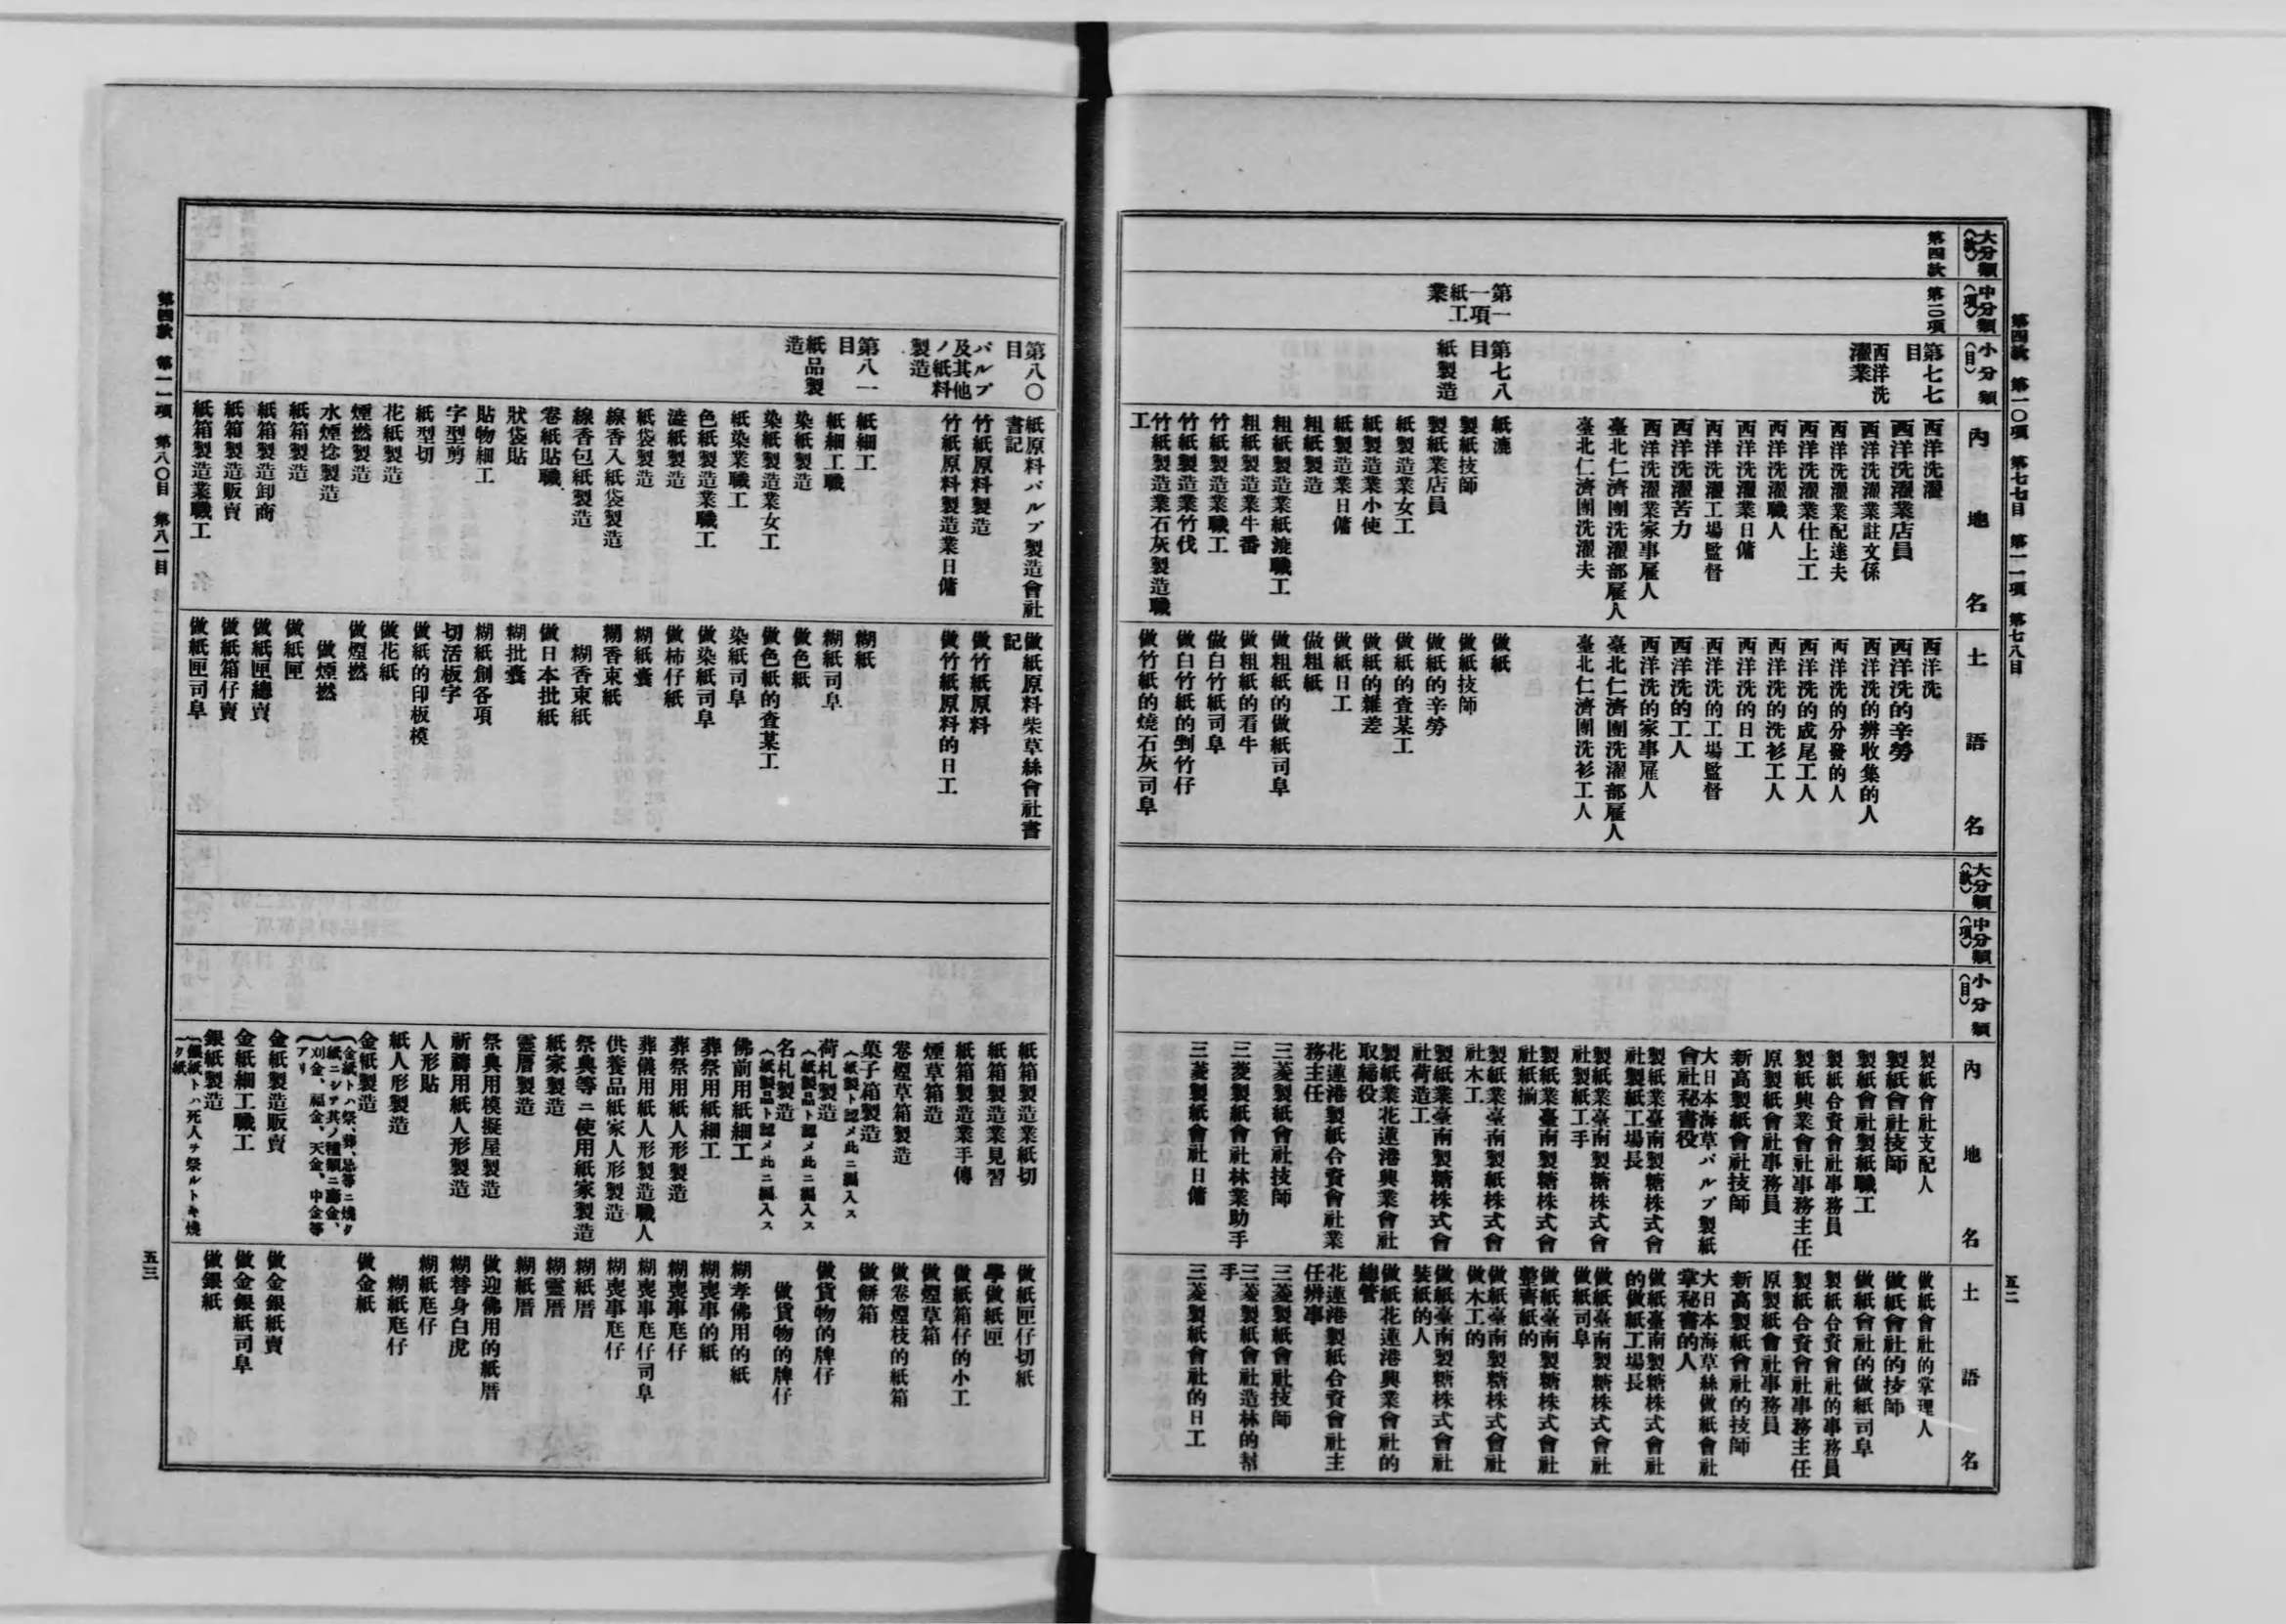 第四款 第一〇項 第七七目 第一一項 第七八目
大分類（款）
中分類（項）
小分類（目）
內地名
土語名
第四款
第一〇項
第七七目
西洋洗濯業
西洋洗濯
西洋洗
西洋洗濯業店員
西洋洗的辛勞
西洋洗濯業註文係
西洋洗的辨收集的人
西洋洗濯業配達夫
西洋洗的分發的人
西洋洗濯業仕上工
西洋洗的成尾工人
西洋洗濯職人
西洋洗的洗衫工人
西洋洗濯業日傭
西洋洗的日工
西洋洗濯工場監督
西洋洗的工場監督
西洋洗濯苦力
西洋洗的工人
西洋洗濯業家事雇人
西洋洗的家事雇人
臺北仁濟團洗濯部雇人
臺北仁濟團洗濯部雇人
臺北仁濟團洗濯夫
臺北仁濟團洗衫工人
第一一項
紙工業
第七八目
紙製造
紙漉
做紙
製紙技師
做紙技師
製紙業店員
做紙的辛勞
紙製造業女工
做紙的查某工
紙製造業小使
做紙的雜差
紙製造業日傭
做紙日工
粗紙製造
做粗紙
粗紙製造業紙漉職工
做粗紙的做紙司阜
粗紙製造業牛番
做粗紙的看牛
竹紙製造業職工
做白竹紙司阜
竹紙製造業竹伐
做白竹紙的剉竹仔
竹紙製造業石灰製造職工
做竹紙的燒石灰司阜
大分類（款）
中分類（項）
小分類（目）
內地名
土語名
製紙會社支配人
做紙會社的掌理人
製紙會社技師
做紙會社的技師
製紙會社製紙職工
做紙會社的做紙司阜
製紙合資會社事務員
製紙合資會社的事務員
製紙興業會社事務主任
製紙合資會社事務主任
原製紙會社事務員
原製紙會社事務員
新高製紙會社技師
新高製紙會社的技師
大日本海草パルプ製紙會社秘書役
大日本海草絲做紙會社掌秘書的人
製紙業臺南製糖株式會社製紙工場長
做紙臺南製糖株式會社的做紙工場長
製紙業臺南製糖株式會社製紙工手
做紙臺南製糖株式會社做紙司阜
製紙業臺南製糖株式會社紙揃
做紙臺南製糖株式會社整齊紙的
製紙業臺南製紙株式會社木工
做紙臺南製糖株式會社做木工的
製紙業臺南製糖株式會社荷造工
做紙臺南製糖株式會社裝紙的人
製紙業花蓮港興業會社取締役
做紙花蓮港興業會社的總管
花蓮港製紙合資會社業務主任
花蓮港製紙合資會社主任辨事
三菱製紙會社技師
三菱製紙會社技師
三菱製紙會社林業助手
三菱製紙會社造林的幫手
三菱製紙會社日傭
三菱製紙會社的日工
五二
第八〇目
パルプ及其他ノ紙料製造
紙原料パルプ製造會社書記
做紙原料柴草絲會社書記
竹紙原料製造
做竹紙原料
竹紙原料製造業日傭
做竹紙原料的日工
第八一目
紙品製造
紙細工
糊紙
紙細工職
糊紙司阜
染紙製造
做色紙
染紙製造業女工
做色紙的查某工
紙染業職工
染紙司阜
色紙製造業職工
做染紙司阜
澁紙製造
做柿仔紙
紙袋製造
糊紙囊
線香入紙袋製造
糊香束紙
線香包紙製造
糊香束紙
卷紙貼職
做日本批紙
狀袋貼
糊批囊
貼物細工
糊紙創各項
字型剪
切活板字
紙型切
做紙的印板模
花紙製造
做花紙
煙撚製造
做煙撚
水煙捻製造
做煙撚
紙箱製造
做紙匣
紙箱製造卸商
做紙匣總賣
紙箱製造販賣
做紙箱仔賣
紙箱製造業職工
做紙匣司阜
紙箱製造業紙切
做紙匣仔切紙
紙箱製造業見習
學做紙匣
紙箱製造業手傳
做紙箱仔的小工
煙草箱造
做煙草箱
卷煙草箱製造
做卷煙枝的紙箱
菓子箱製造
（紙製ト認メ此ニ編入ス
做餅箱
荷札製造
（紙製品ト認メ此ニ編入ス
做貨物的牌仔
名札製造
（紙製品ト認メ此ニ編入ス
做貨物的牌仔
佛前用紙細工
糊孝佛用的紙
葬祭用紙細工
糊喪事的紙
葬祭用紙人形製造
糊喪事尪仔
葬儀用紙人形製造職人
糊喪事尪仔司阜
供養品紙家人形製造
糊喪事尪仔
祭典等ニ使用紙家製造
糊紙厝
紙家製造
糊靈厝
靈厝製造
糊紙厝
祭典用模擬屋製造
做迎佛用的紙厝
祈禱用紙人形製造
糊替身白虎
人形貼
糊紙尪仔
紙人形製造
糊紙尪仔
金紙製造
做金紙
（金紙トハ祭、葬、忌等ニ燒ク紙ニシテ其ノ種類ニ壽金、刈金、福金、天金、中金等アリ
金紙製造販賣
做金銀紙賣
金紙細工職工
做金銀紙司阜
銀紙製造
做銀紙
（銀紙トハ死人ヲ祭ルトキ燒ク紙
第四款 第一一項 第八〇目 第八一目
五三